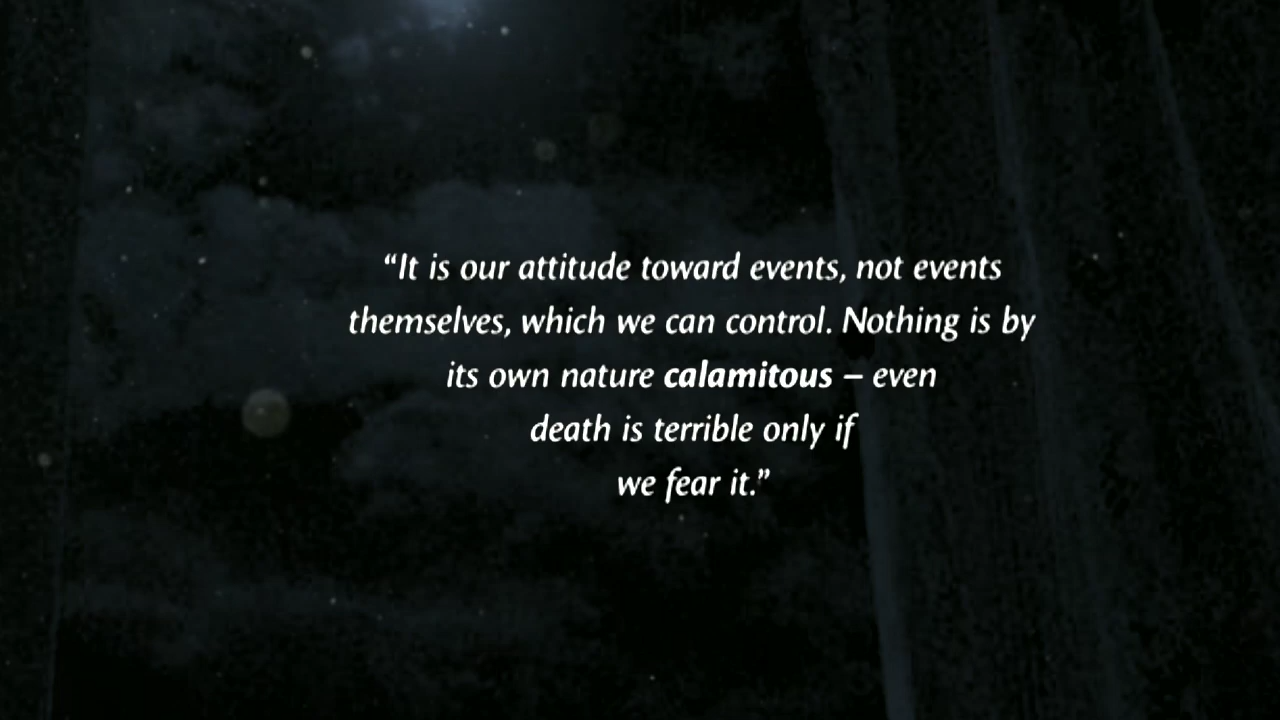 “It is our attitude toward events, not events
themselves, which we can control. Nothing is by
its own nature calamitous – even
death is terrible only if
we fear it.”